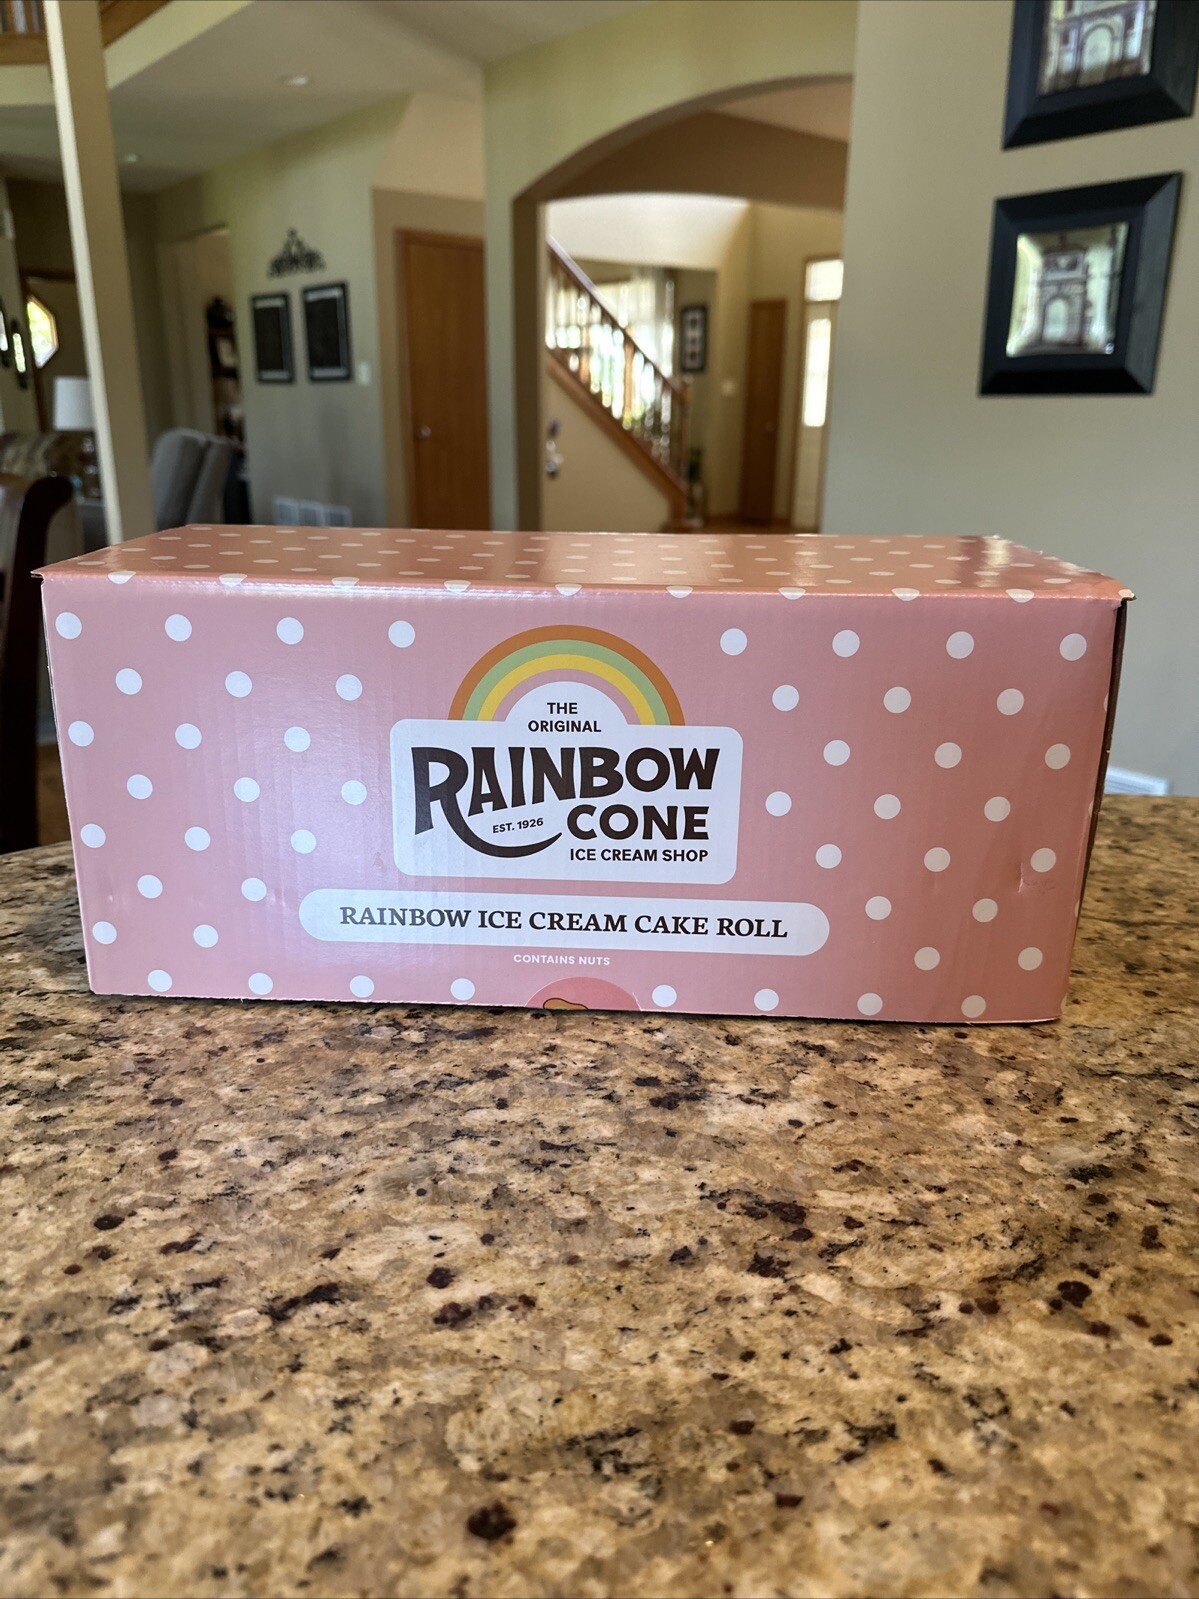 THE
ORIGINAL
RAINBOW
EST. 1926
CONE
ICE CREAM SHOP
RAINBOW ICE CREAM CAKE ROLL
CONTAINS NUTS